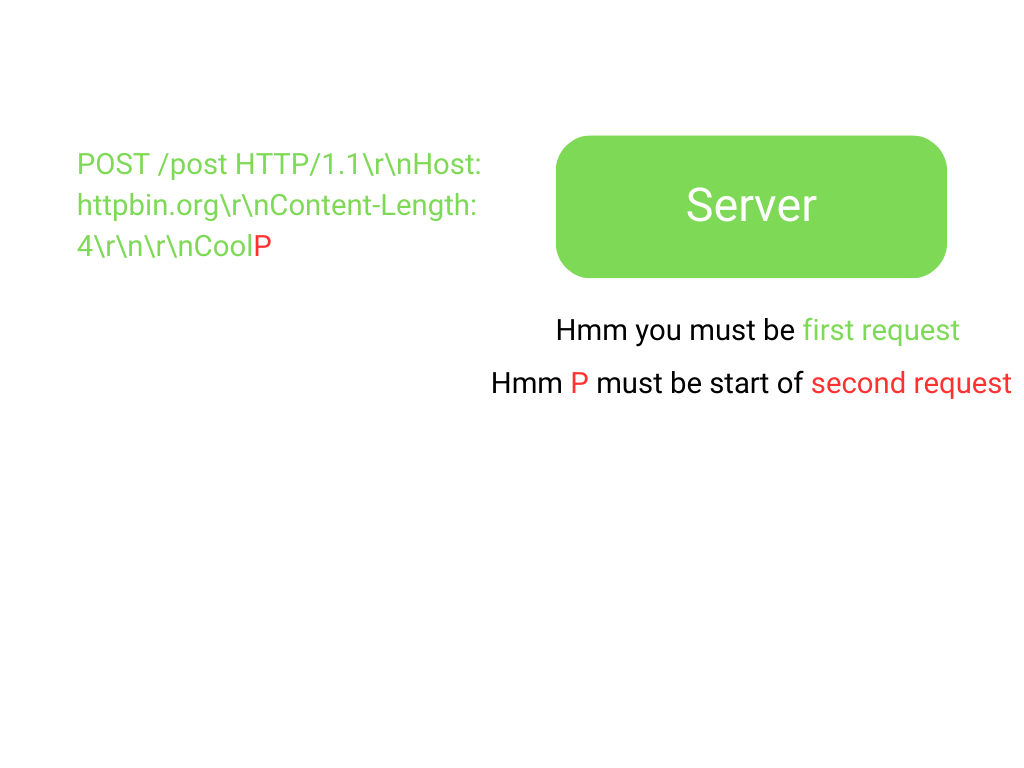 POST /post HTTP/1.1\r\nHost:
httpbin.org\r\nContent-Length:
4\r\n\r\nCoolP
Server
Hmm you must be first request
Hmm P must be start of second request